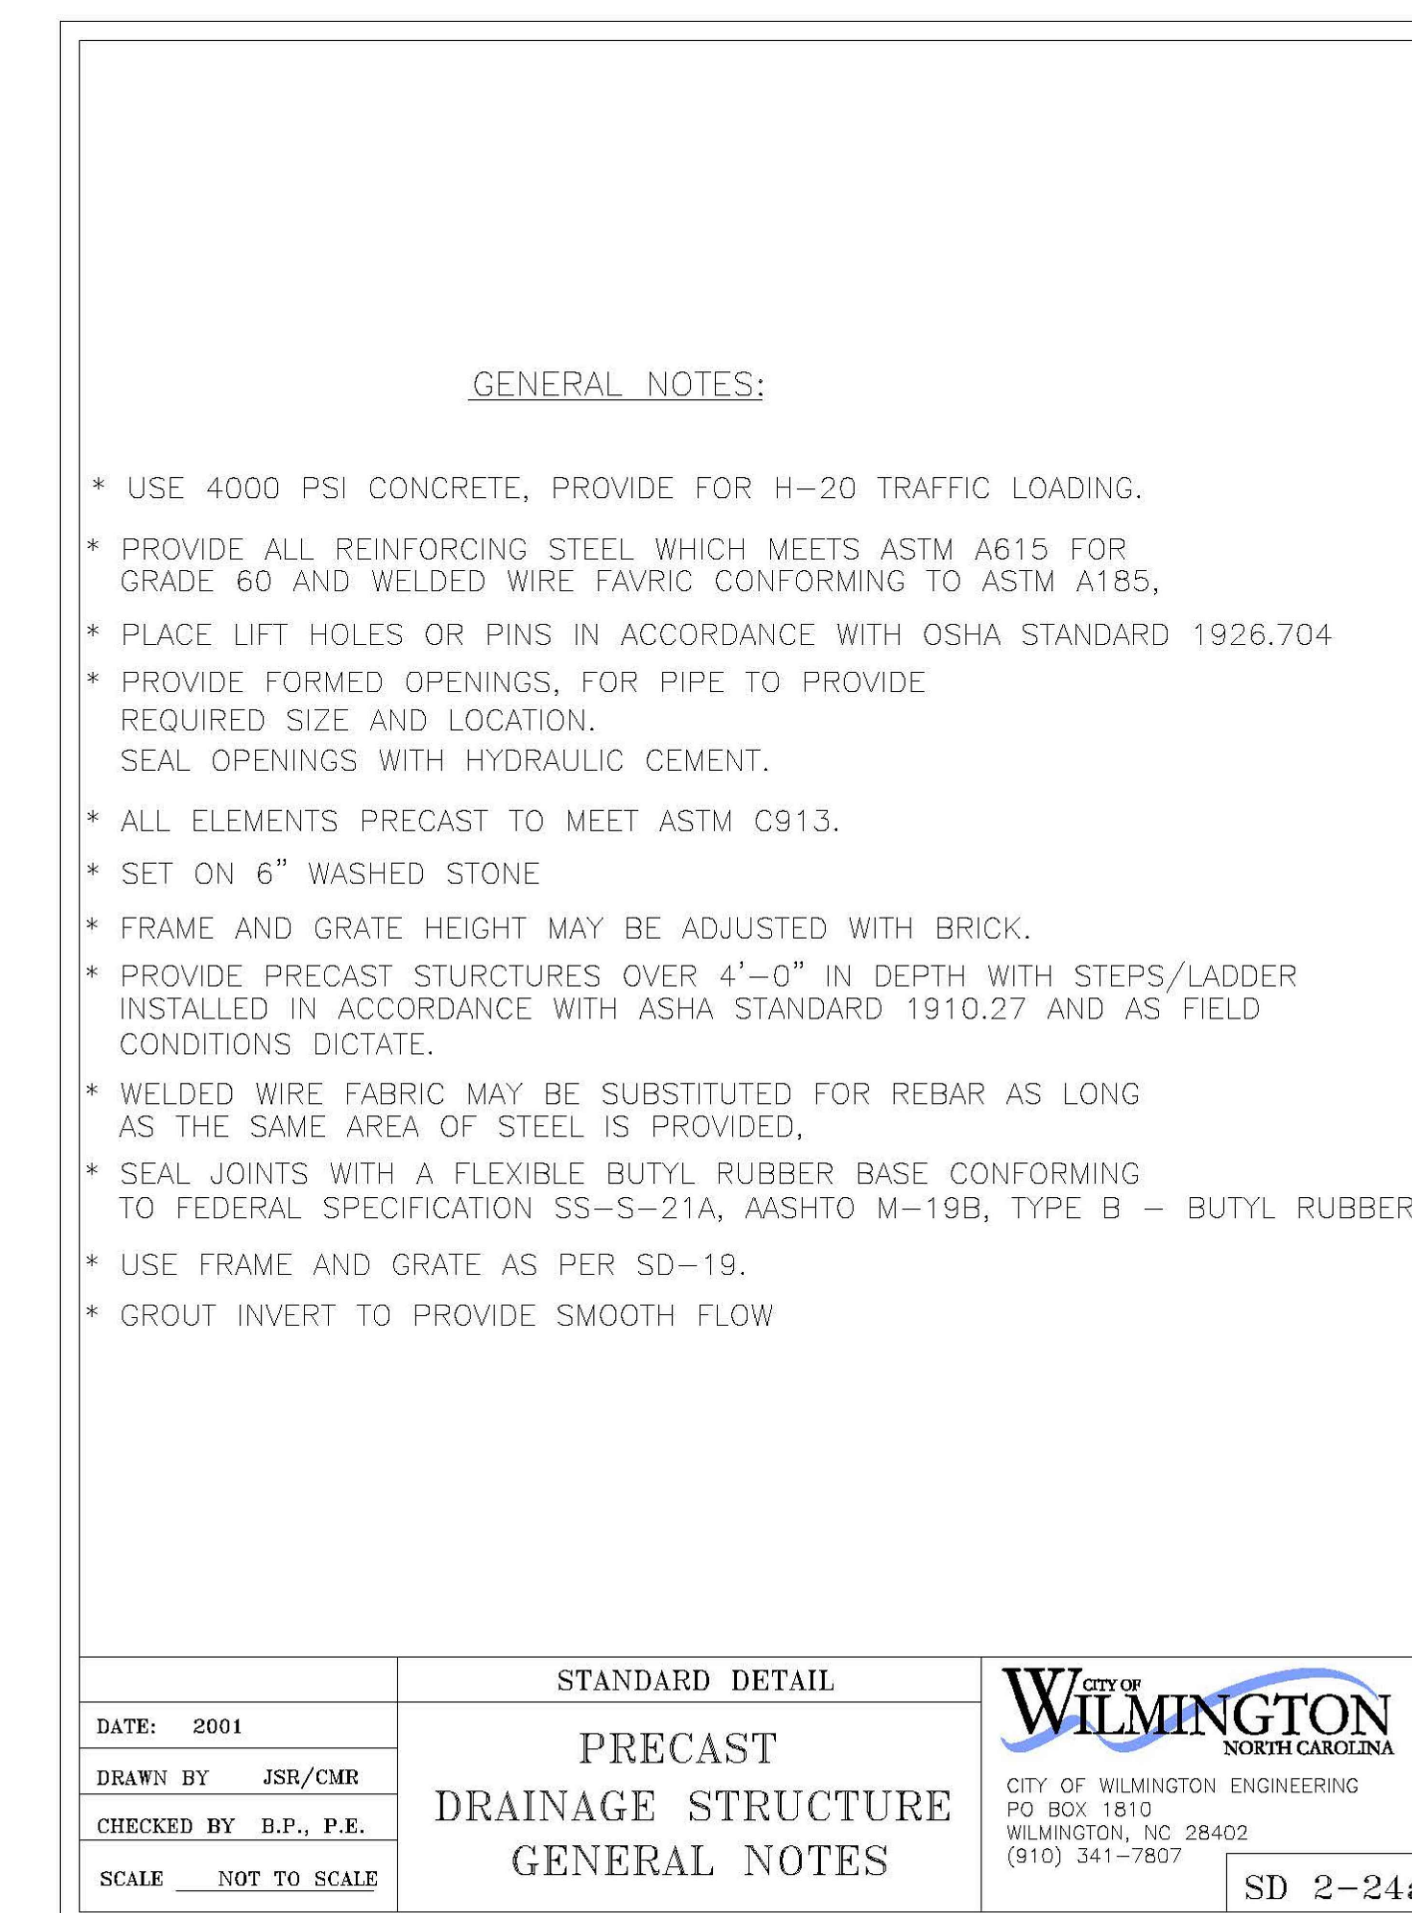 GENERAL NOTES:
* USE 4000 PSI CONCRETE, PROVIDE FOR H-20 TRAFFIC LOADING.
* PROVIDE ALL REINFORCING STEEL WHICH MEETS ASTM A615 FOR
GRADE 60 AND WELDED WIRE FAVRIC CONFORMING TO ASTM A185,
* PLACE LIFT HOLES OR PINS IN ACCORDANCE WITH OSHA STANDARD 1926.704
* PROVIDE FORMED OPENINGS, FOR PIPE TO PROVIDE
REQUIRED SIZE AND LOCATION.
SEAL OPENINGS WITH HYDRAULIC CEMENT.
* ALL ELEMENTS PRECAST TO MEET ASTM C913.
* SET ON 6" WASHED STONE
* FRAME AND GRATE HEIGHT MAY BE ADJUSTED WITH BRICK.
* PROVIDE PRECAST STURCTURES OVER 4'-0" IN DEPTH WITH STEPS/LADDER
INSTALLED IN ACCORDANCE WITH ASHA STANDARD 1910.27 AND AS FIELD
CONDITIONS DICTATE.
* WELDED WIRE FABRIC MAY BE SUBSTITUTED FOR REBAR AS LONG
AS THE SAME AREA OF STEEL IS PROVIDED,
* SEAL JOINTS WITH A FLEXIBLE BUTYL RUBBER BASE CONFORMING
TO FEDERAL SPECIFICATION SS-S-21A, AASHTO M-19B, TYPE B - BUTYL RUBBER
* USE FRAME AND GRATE AS PER SD-19.
* GROUT INVERT TO PROVIDE SMOOTH FLOW
STANDARD DETAIL
DATE: 2001
DRAWN BY JSR/CMR
CHECKED BY B.P., P.E.
SCALE NOT TO SCALE
PRECAST
DRAINAGE STRUCTURE
GENERAL NOTES
CITY OF
WILMINGTON
NORTH CAROLINA
CITY OF WILMINGTON ENGINEERING
PO BOX 1810
WILMINGTON, NC 28402
(910) 341-7807
SD 2-24a